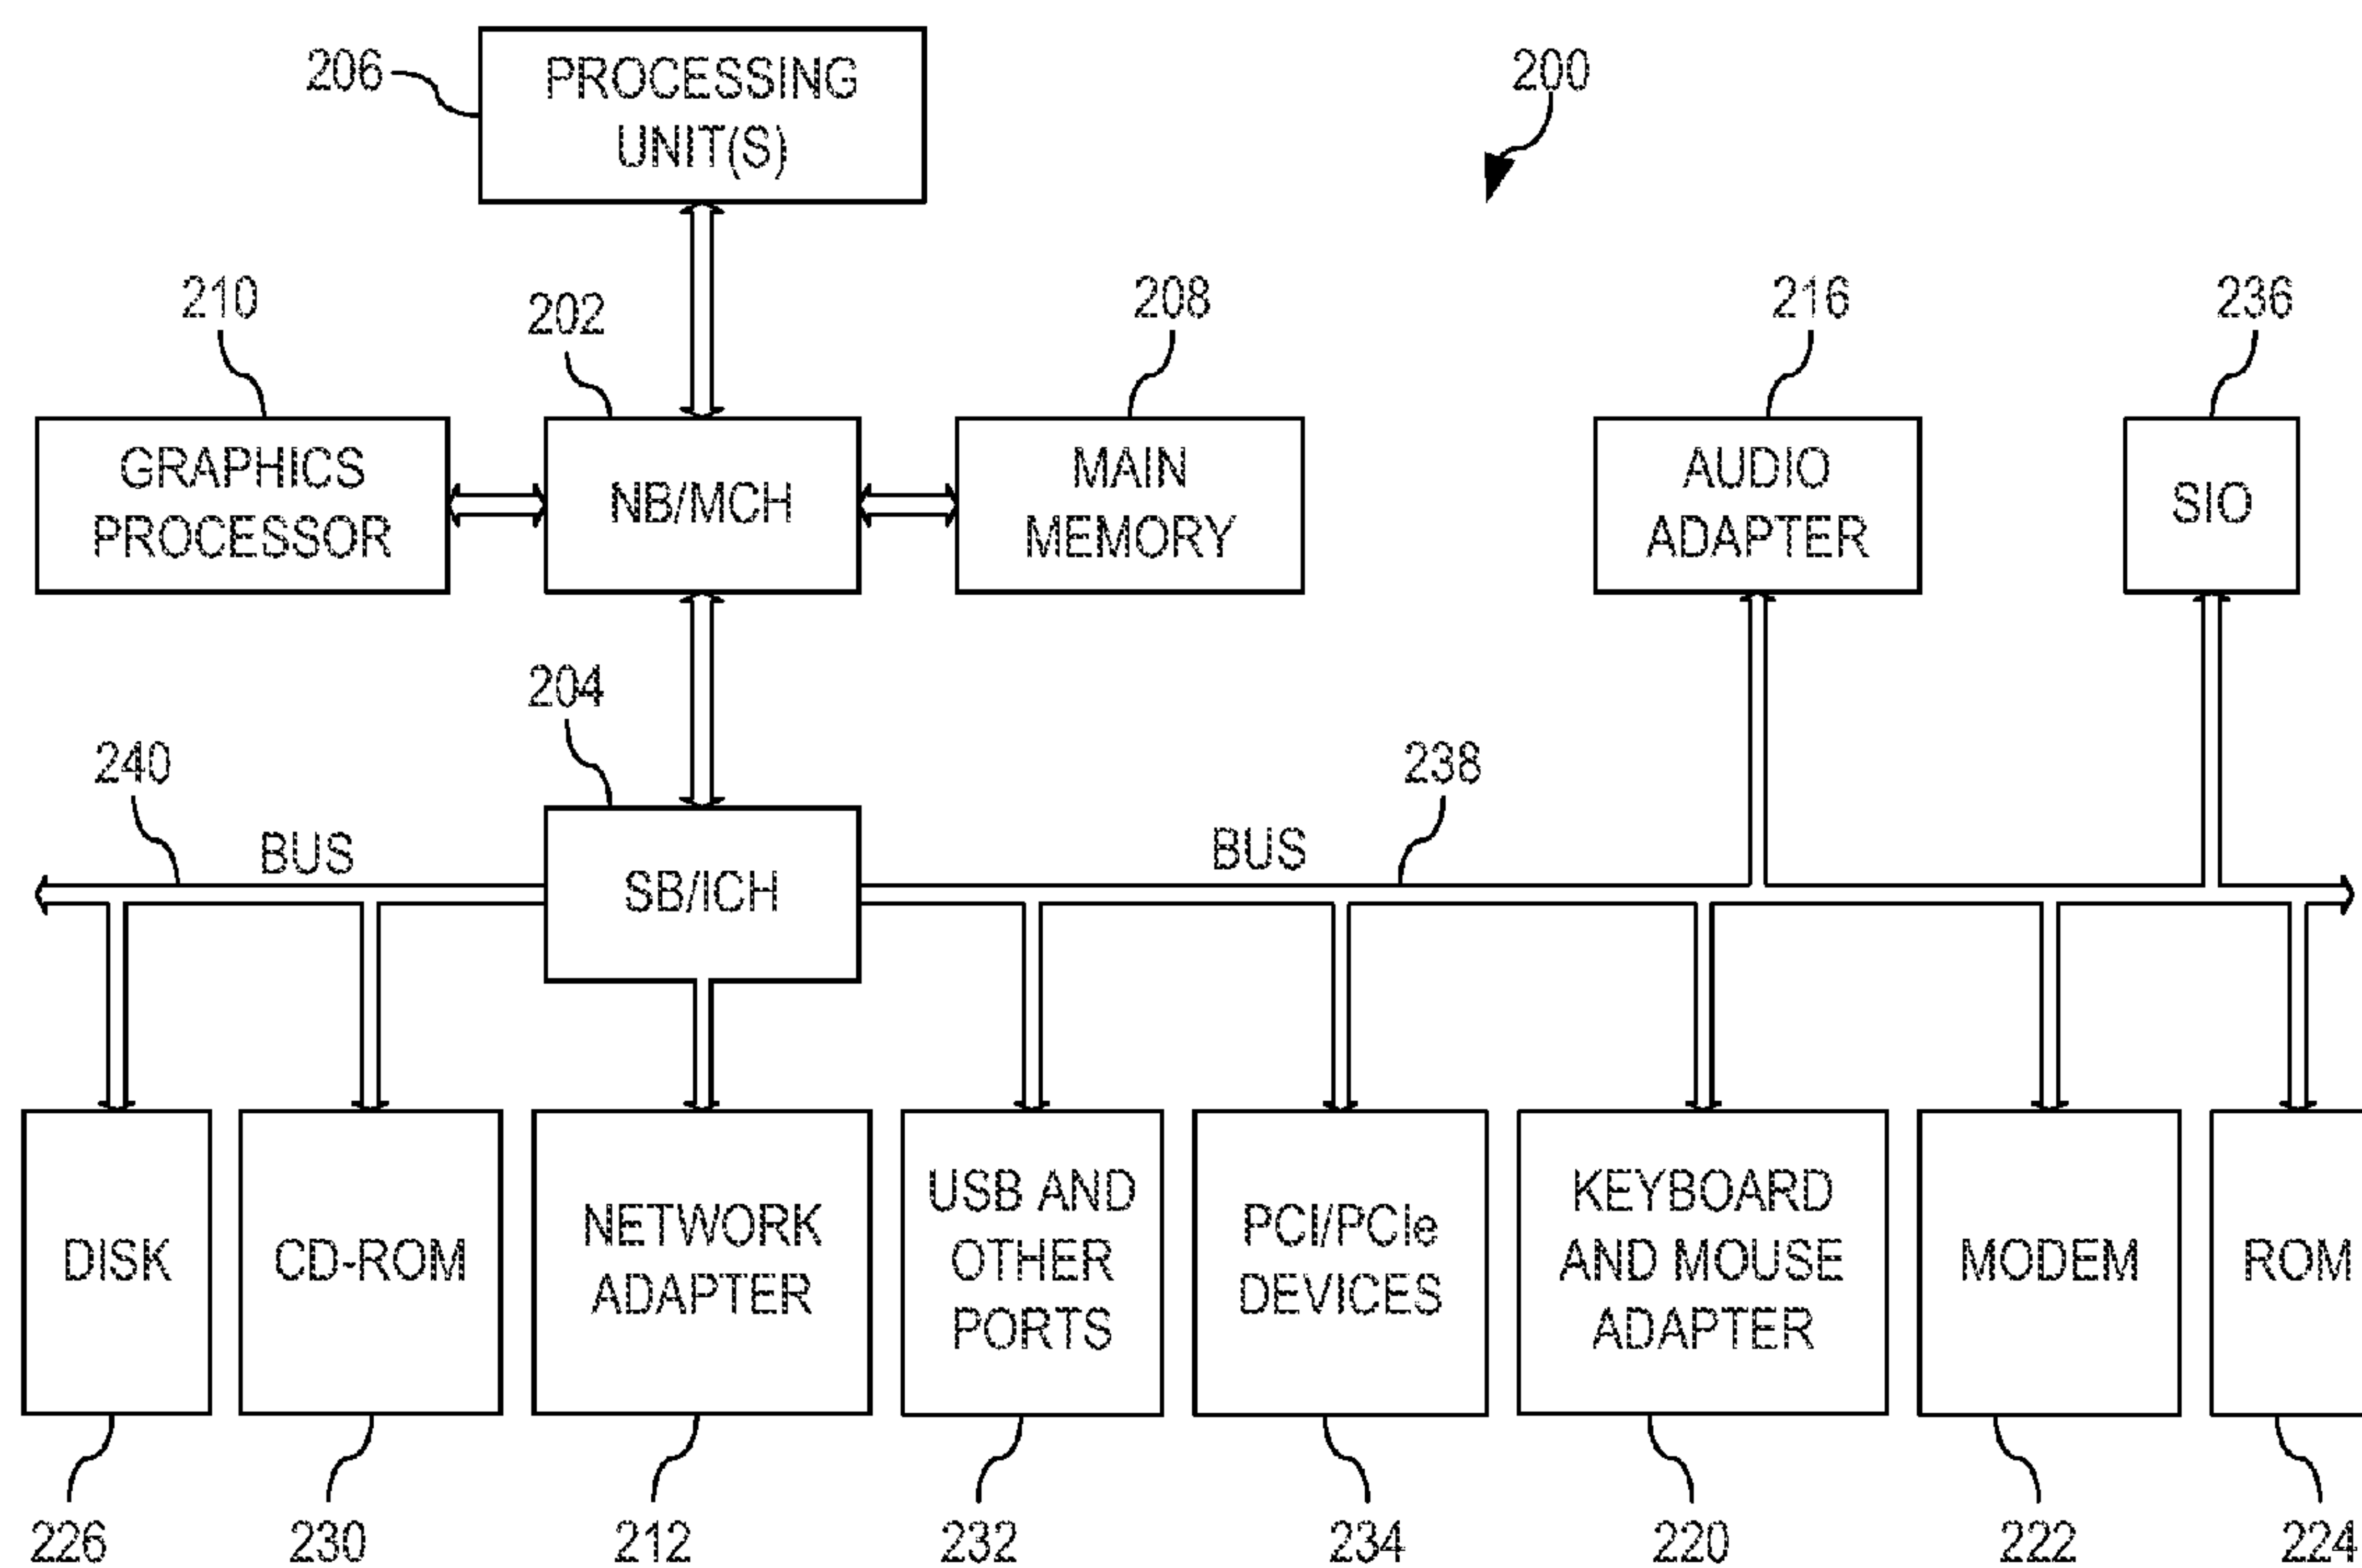 206
PROCESSING
UNIT(S)
200
210
202
208
216
236
GRAPHICS
PROCESSOR
NB/MCH
MAIN
MEMORY
AUDIO
ADAPTER
SIO
204
240
238
BUS
BUS
SB/ICH
DISK
CD-ROM
NETWORK
ADAPTER
USB AND
OTHER
PORTS
PCI/PCIe
DEVICES
KEYBOARD
AND MOUSE
ADAPTER
MODEM
ROM
226
230
212
232
234
220
222
224